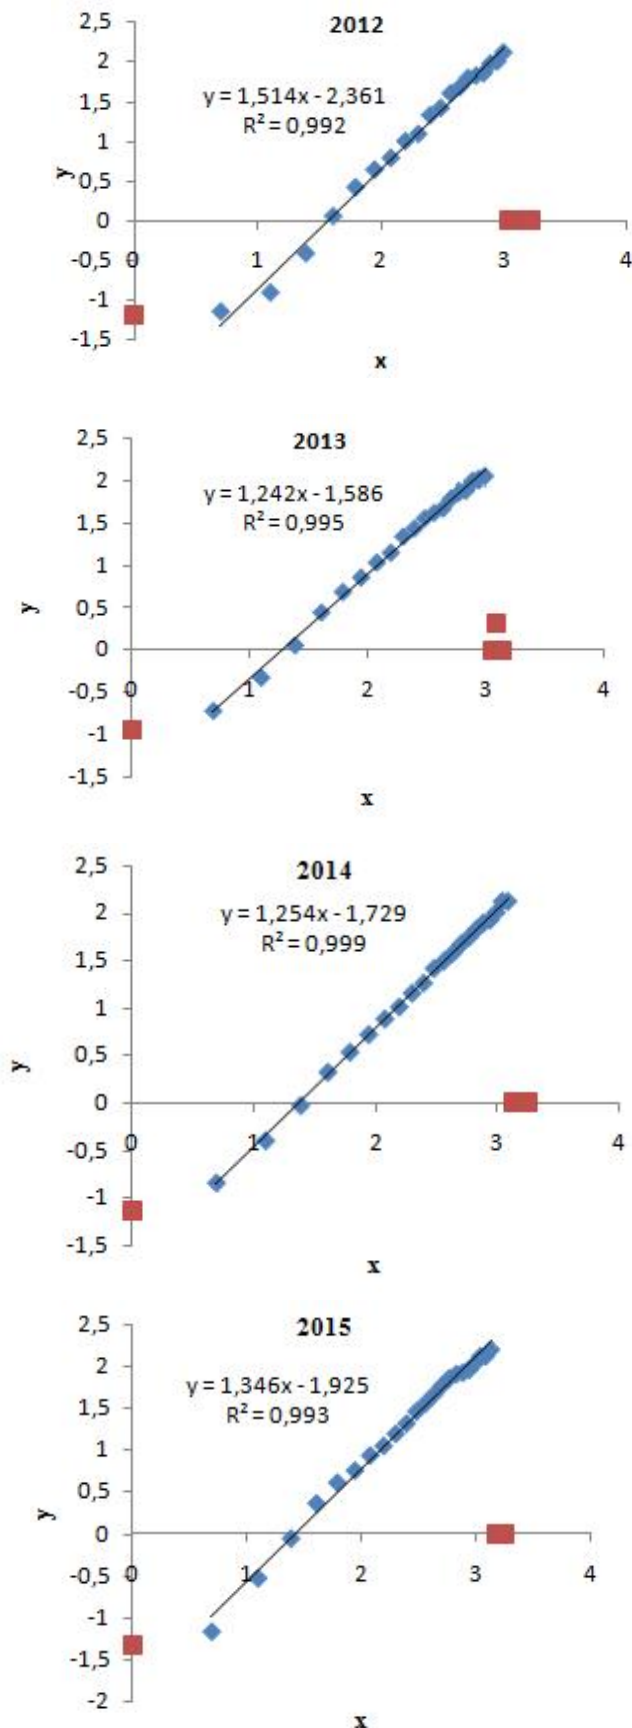 2012
2,5
2
1,5
1
0,5
0
-0,5
-1
-1,5
y = 1,514x - 2,361
R² = 0,992
y
0 1 2 3 4
x
2013
2,5
2
1,5
1
0,5
0
-0,5
-1
-1,5
y = 1,242x - 1,586
R² = 0,995
y
0 1 2 3 4
x
2014
2,5
2
1,5
1
0,5
0
-0,5
-1
-1,5
y = 1,254x - 1,729
R² = 0,999
y
0 1 2 3 4
x
2015
2,5
2
1,5
1
0,5
0
-0,5
-1
-1,5
-2
y = 1,346x - 1,925
R² = 0,993
y
0 1 2 3 4
x